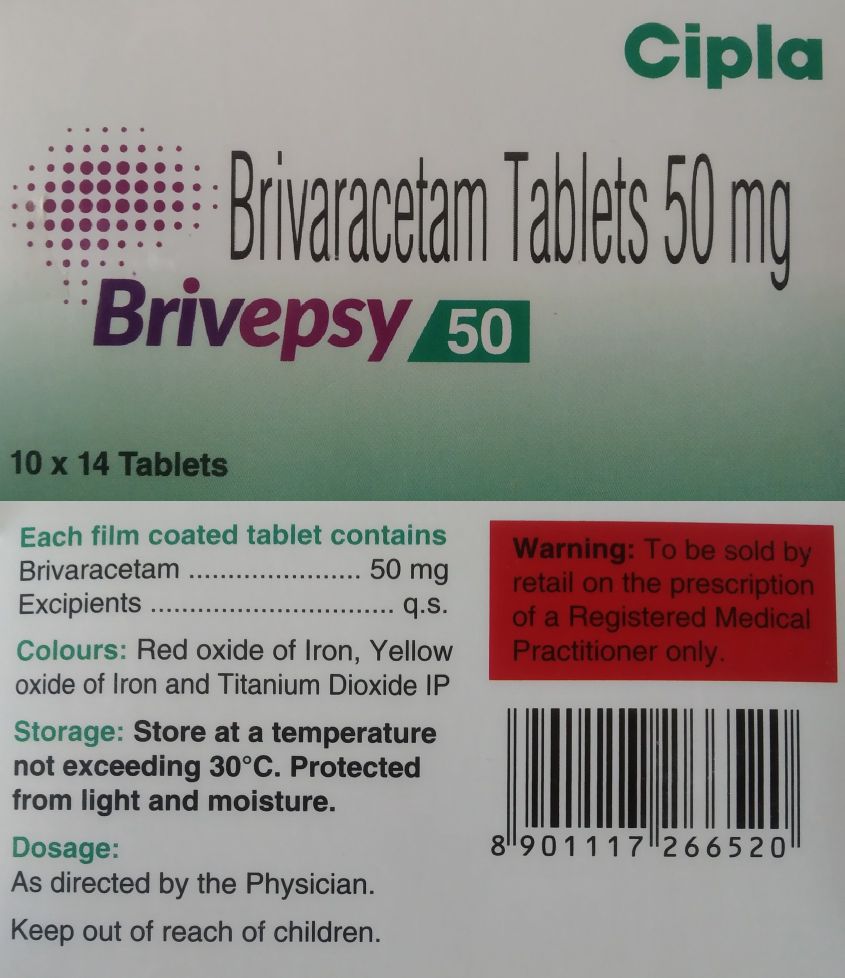 Cipla
Brivaracetam Tablets 50 mg
Brivepsy 50
10 x 14 Tablets
Each film coated tablet contains
Brivaracetam ...................... 50 mg
Excipients ............................... q.s.
Colours: Red oxide of Iron, Yellow
oxide of Iron and Titanium Dioxide IP
Storage: Store at a temperature
not exceeding 30°C. Protected
from light and moisture.
Dosage:
As directed by the Physician.
Keep out of reach of children.
Warning: To be sold by
retail on the prescription
of a Registered Medical
Practitioner only.
8 901117 266520